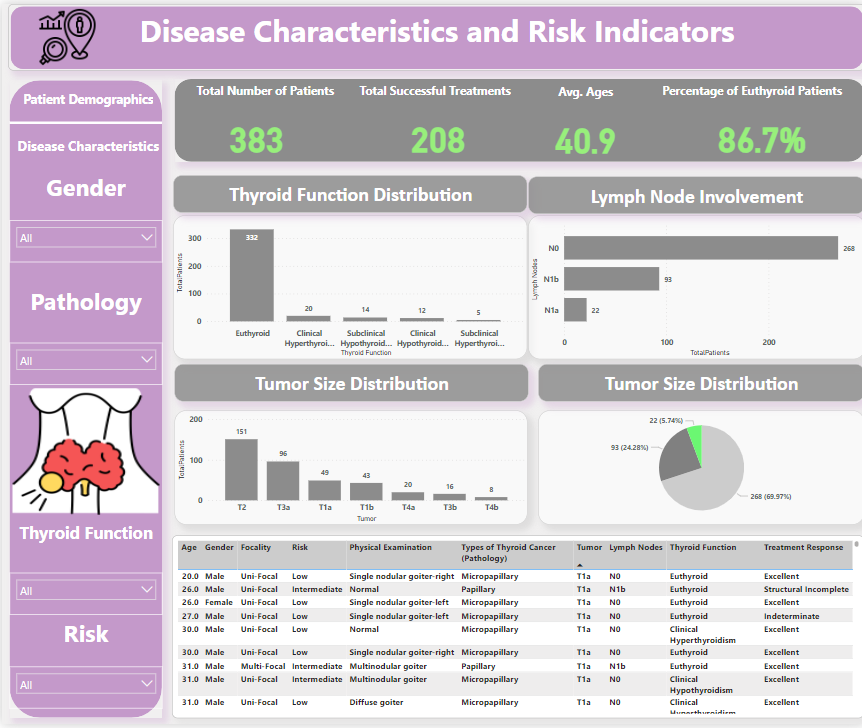 Disease Characteristics and Risk Indicators
Patient Demographics
Disease Characteristics
Gender
All
Pathology
All
Thyroid Function
All
Risk
All
Total Number of Patients Total Successful Treatments Avg. Ages Percentage of Euthyroid Patients
383 208 40.9 86.7%
Thyroid Function Distribution
TotalPatients
300
200
100
0
332 20 14 12 5
Euthyroid Clinical Subclinical Clinical Subclinical
Hyperthyroi... Hypothyroid... Hypothyroid... Hyperthyroi...
Thyroid Function
Lymph Node Involvement
Lymph Nodes
N0 268
N1b 93
N1a 22
0 100 200
TotalPatients
Tumor Size Distribution
TotalPatients
200
100
0
151 96 49 43 20 16 8
T2 T3a T1a T1b T4a T3b T4b
Tumor
Tumor Size Distribution
22 (5.74%)
93 (24.28%)
268 (69.97%)
Age Gender Focality Risk Physical Examination Types of Thyroid Cancer (Pathology) Tumor Lymph Nodes Thyroid Function Treatment Response
20.0 Male Uni-Focal Low Single nodular goiter-right Micropapillary T1a N0 Euthyroid Excellent
26.0 Male Uni-Focal Intermediate Normal Papillary T1a N1b Euthyroid Structural Incomplete
26.0 Female Uni-Focal Low Single nodular goiter-left Micropapillary T1a N0 Euthyroid Excellent
27.0 Male Uni-Focal Low Single nodular goiter-left Micropapillary T1a N0 Euthyroid Indeterminate
30.0 Male Uni-Focal Low Normal Micropapillary T1a N0 Clinical Hyperthyroidism Excellent
30.0 Male Uni-Focal Low Single nodular goiter-right Micropapillary T1a N0 Euthyroid Excellent
31.0 Male Multi-Focal Intermediate Multinodular goiter Papillary T1a N1b Euthyroid Excellent
31.0 Male Uni-Focal Intermediate Multinodular goiter Micropapillary T1a N0 Clinical Hypothyroidism Excellent
31.0 Male Uni-Focal Low Diffuse goiter Micropapillary T1a N0 Clinical Hyperthyroidism Excellent